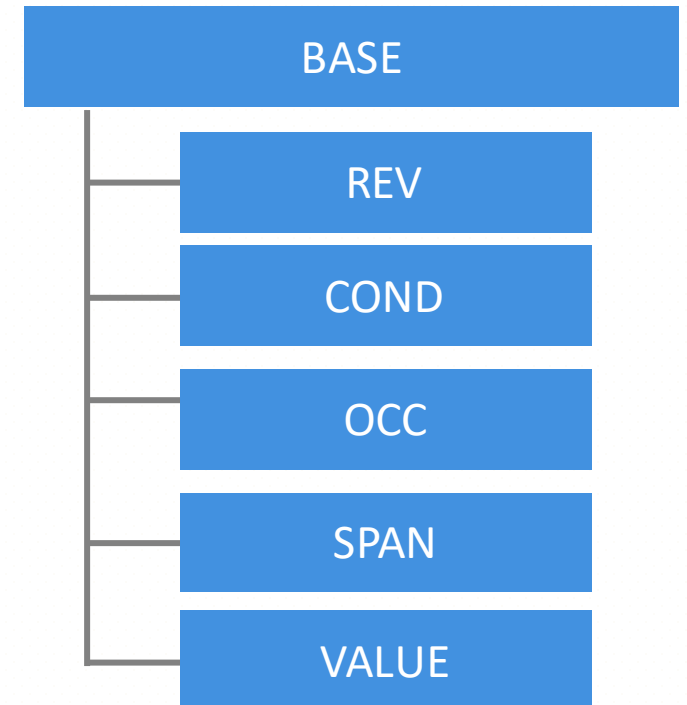 BASE
REV
COND
OCC
SPAN
VALUE